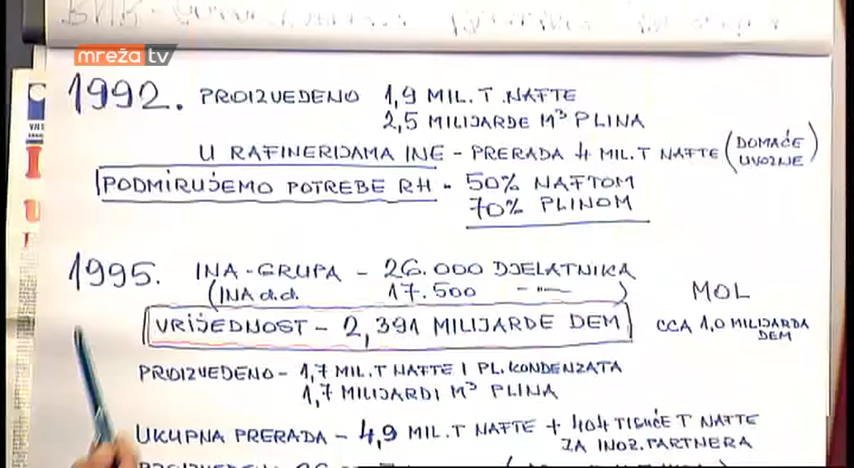 mreža tv
1992. PROIZVEDENO 1,9 MIL. T NAFTE
2,5 MILIJARDE M³ PLINA
U RAFINERIJAMA INE - PRERADA 4 MIL. T NAFTE (DOMAĆE
UVOZNE)
PODMIRUJEMO POTREBE RH - 50% NAFTOM
70% PLINOM
1995. INA-GRUPA - 26.000 DJELATNIKA
(INA d.d. 17.500 -"-)
MOL
VRIJEDNOST - 2,391 MILIJARDE DEM
CCA 1,0 MILIJARDA
DEM
PROIZVEDENO - 1,7 MIL. T NAFTE I PL. KONDENZATA
1,7 MILIJARDI M³ PLINA
UKUPNA PRERADA - 4,9 MIL. T NAFTE + 404 TISUĆE T NAFTE
ZA INOZ. PARTNERA